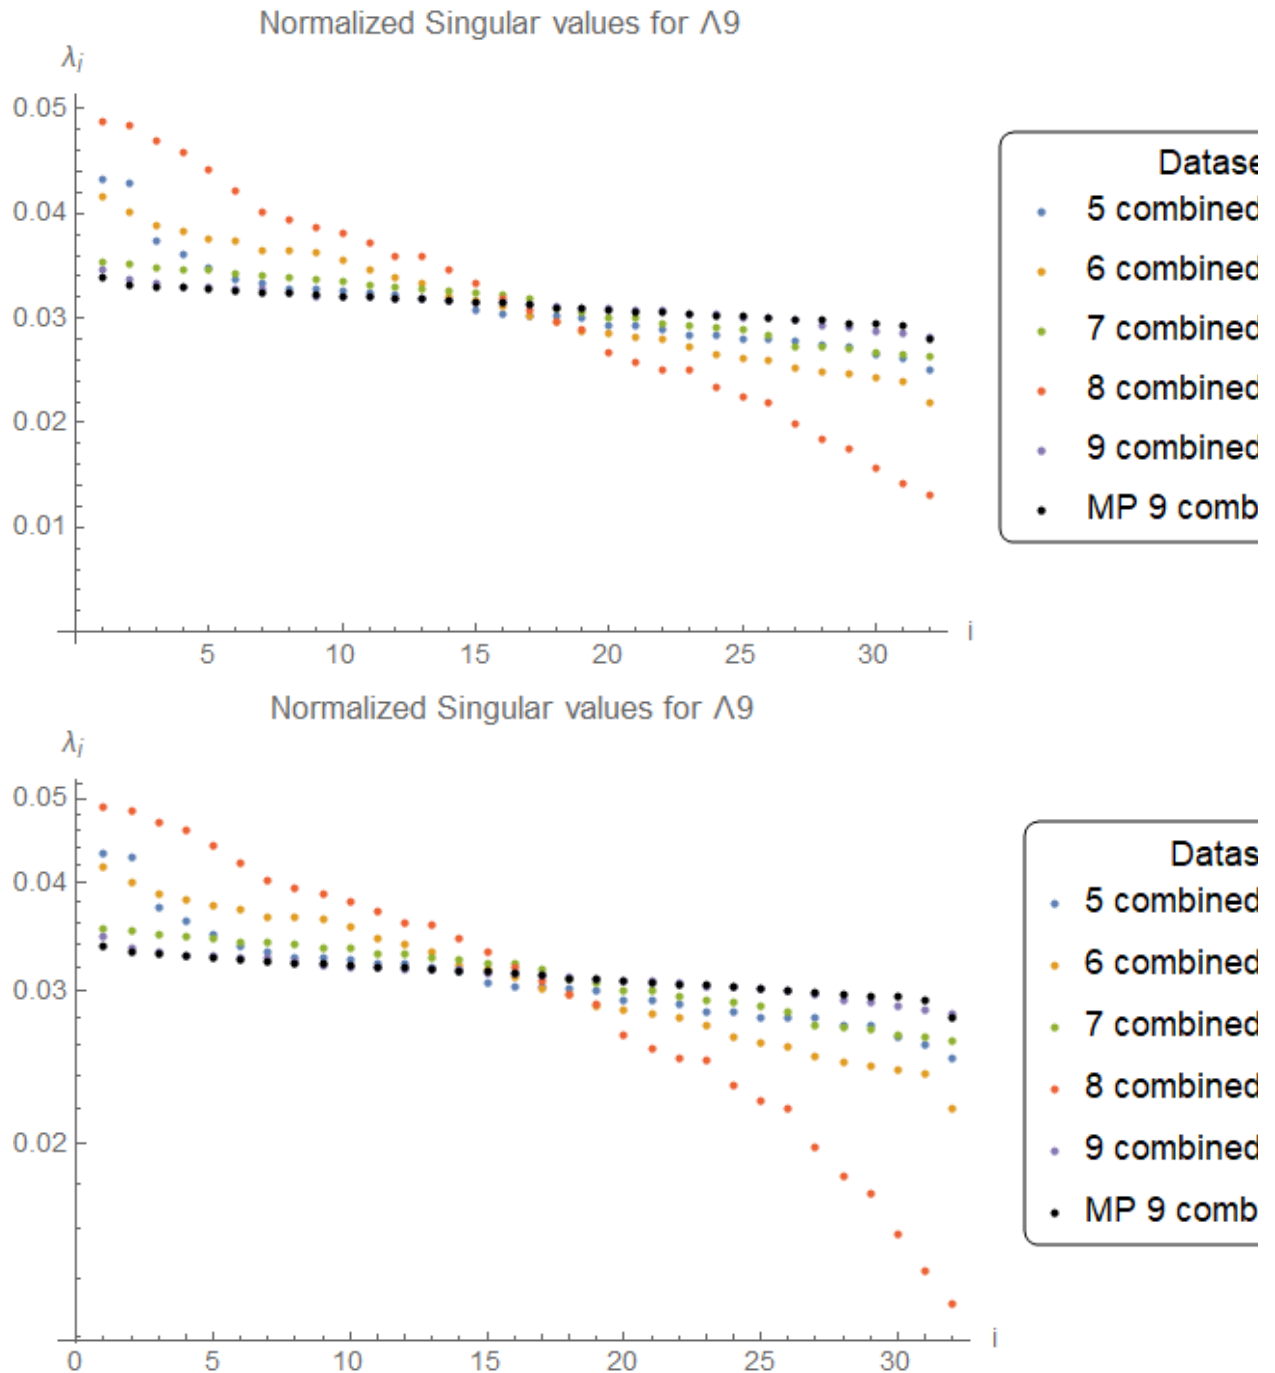 Normalized Singular values for Λ9
λi
0.05
0.04
0.03
0.02
0.01
5 10 15 20 25 30 i
Datase
5 combined
6 combined
7 combined
8 combined
9 combined
MP 9 comb
Normalized Singular values for Λ9
λi
0.05
0.04
0.03
0.02
0 5 10 15 20 25 30 i
Datas
5 combined
6 combined
7 combined
8 combined
9 combined
MP 9 comb